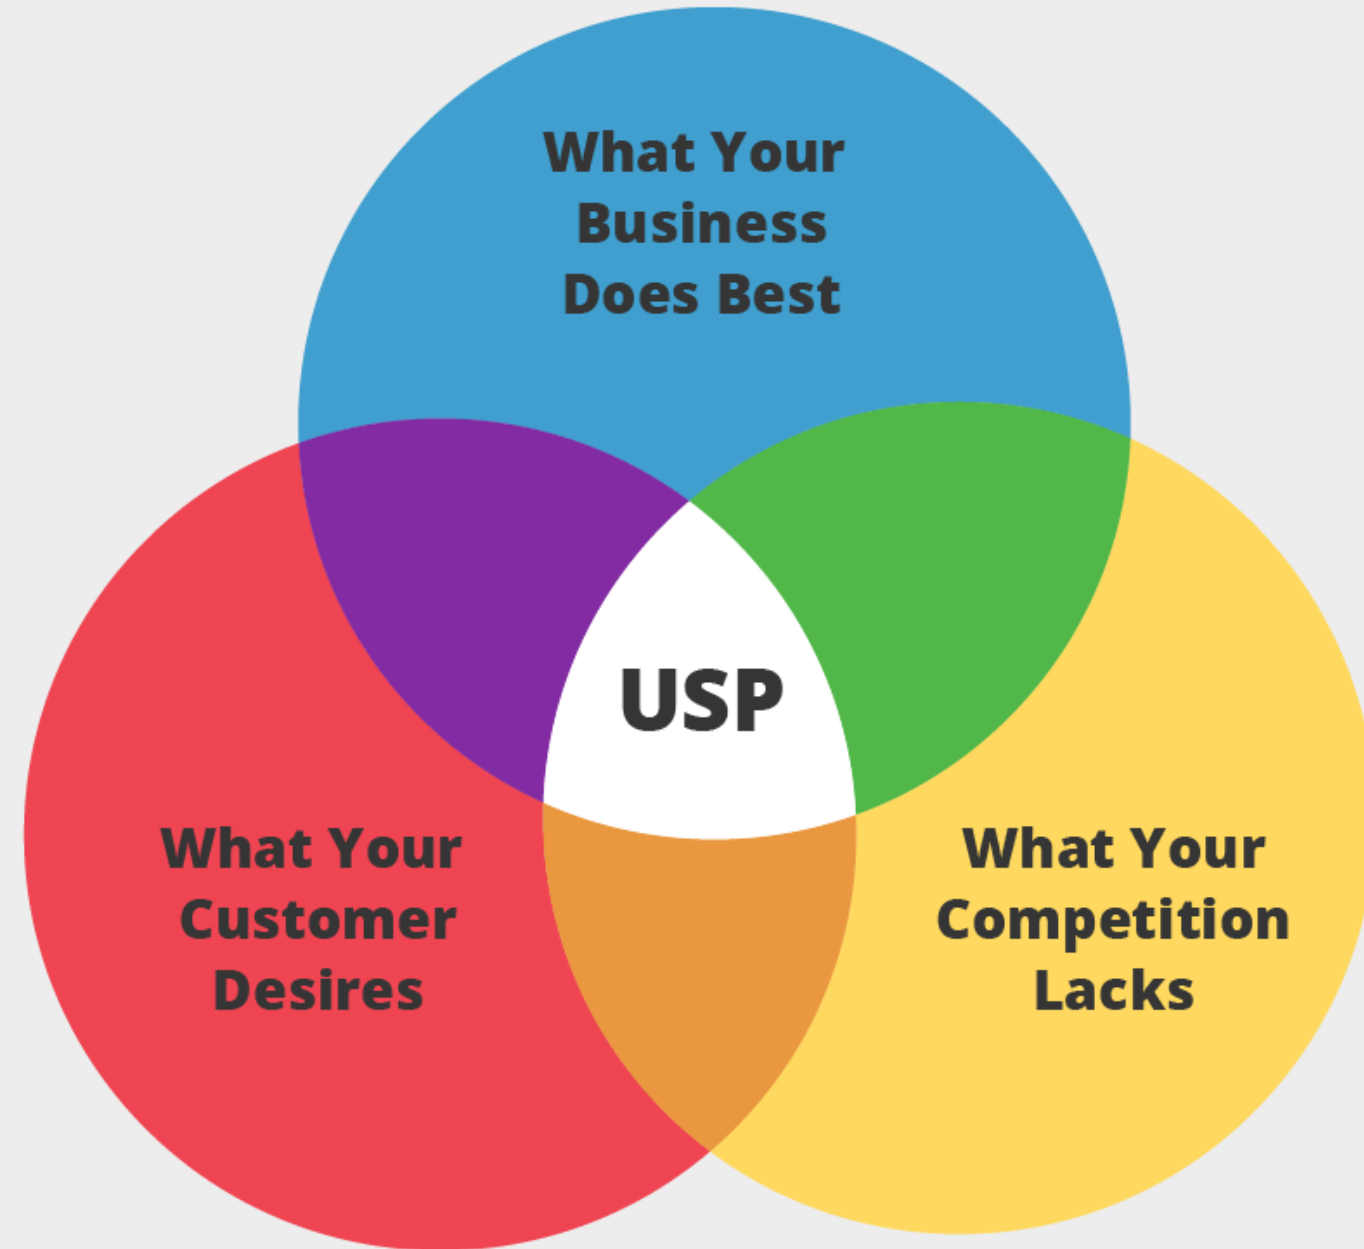 What Your
Business
Does Best
USP
What Your
Customer
Desires
What Your
Competition
Lacks